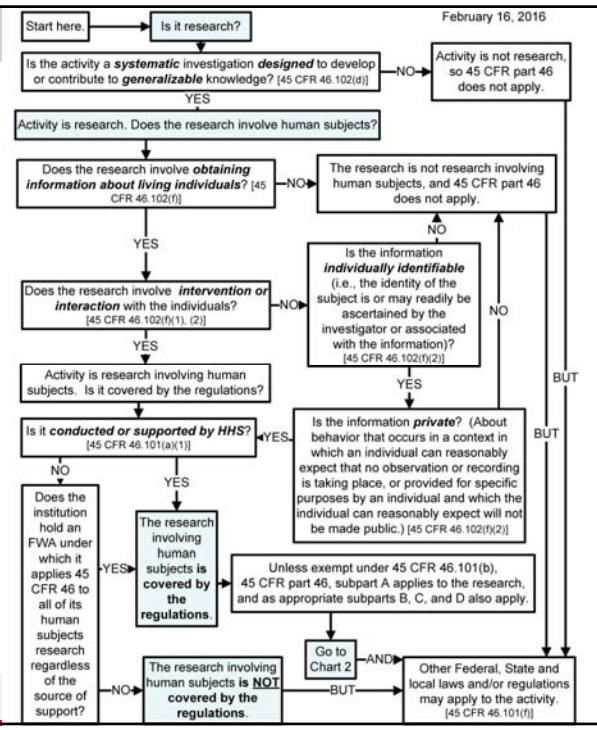 February 16, 2016
Start here.
Is it research?
Is the activity a systematic investigation designed to develop
or contribute to generalizable knowledge? [45 CFR 46.102(d)]
NO
Activity is not research,
so 45 CFR part 46
does not apply.
YES
Activity is research. Does the research involve human subjects?
Does the research involve obtaining
information about living individuals? [45
CFR 46.102(f)]
NO
The research is not research involving
human subjects, and 45 CFR part 46
does not apply.
YES
NO
Is the information
individually identifiable
(i.e., the identity of the
subject is or may readily be
ascertained by the
investigator or associated
with the information)?
[45 CFR 46.102(f)(2)]
Does the research involve intervention or
interaction with the individuals?
[45 CFR 46.102(f)(1), (2)]
NO
NO
YES
YES
BUT
Activity is research involving human
subjects. Is it covered by the regulations?
Is it conducted or supported by HHS?
[45 CFR 46.101(a)(1)]
YES
Is the information private? (About
behavior that occurs in a context in
which an individual can reasonably
expect that no observation or recording
is taking place, or provided for specific
purposes by an individual and which the
individual can reasonably expect will not
be made public.) [45 CFR 46.102(f)(2)]
BUT
NO
YES
Does the
institution
hold an
FWA under
which it
applies 45
CFR 46 to
all of its
human
subjects
research
regardless
of the
source of
support?
YES
The research
involving
human
subjects is
covered by
the
regulations.
Unless exempt under 45 CFR 46.101(b),
45 CFR part 46, subpart A applies to the research,
and as appropriate subparts B, C, and D also apply.
Go to
Chart 2
AND
NO
The research involving
human subjects is NOT
covered by the
regulations.
BUT
Other Federal, State and
local laws and/or regulations
may apply to the activity.
[45 CFR 46.101(f)]